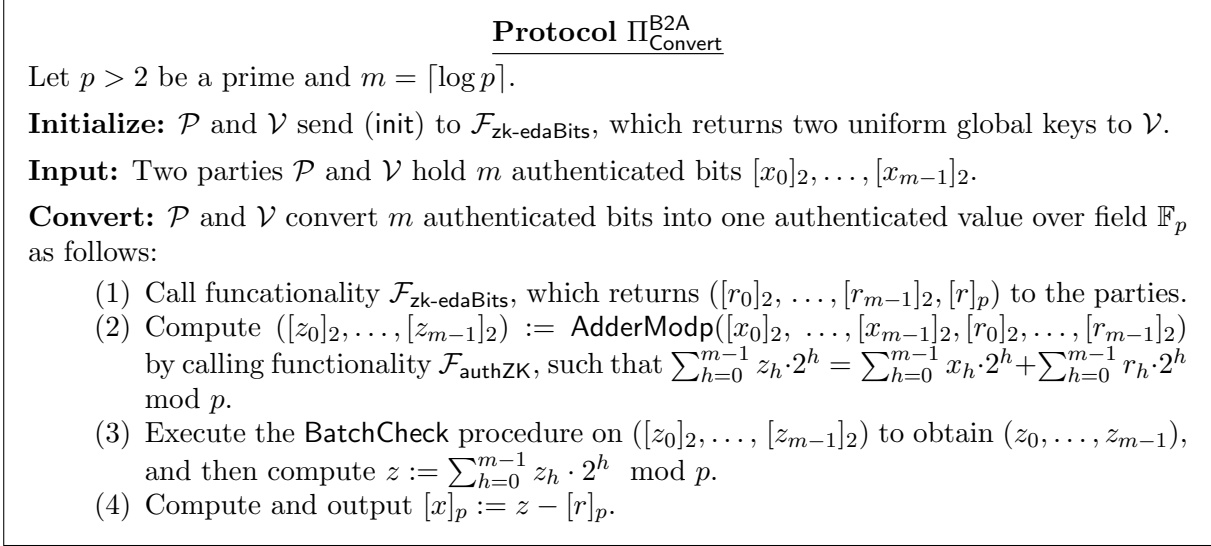 Protocol Π^{B2A}_{Convert}
Let p > 2 be a prime and m = ⌈log p⌉.
Initialize: 𝒫 and 𝒱 send (init) to ℱ_{zk-edaBits}, which returns two uniform global keys to 𝒱.
Input: Two parties 𝒫 and 𝒱 hold m authenticated bits [x_0]_2, . . . , [x_{m−1}]_2.
Convert: 𝒫 and 𝒱 convert m authenticated bits into one authenticated value over field 𝔽_p
as follows:
(1) Call funcationality ℱ_{zk-edaBits}, which returns ([r_0]_2, . . . , [r_{m−1}]_2, [r]_p) to the parties.
(2) Compute ([z_0]_2, . . . , [z_{m−1}]_2) := AdderModp([x_0]_2, . . . , [x_{m−1}]_2, [r_0]_2, . . . , [r_{m−1}]_2)
by calling functionality ℱ_{authZK}, such that ∑_{h=0}^{m−1} z_h·2^h = ∑_{h=0}^{m−1} x_h·2^h+∑_{h=0}^{m−1} r_h·2^h
mod p.
(3) Execute the BatchCheck procedure on ([z_0]_2, . . . , [z_{m−1}]_2) to obtain (z_0, . . . , z_{m−1}),
and then compute z := ∑_{h=0}^{m−1} z_h · 2^h mod p.
(4) Compute and output [x]_p := z − [r]_p.